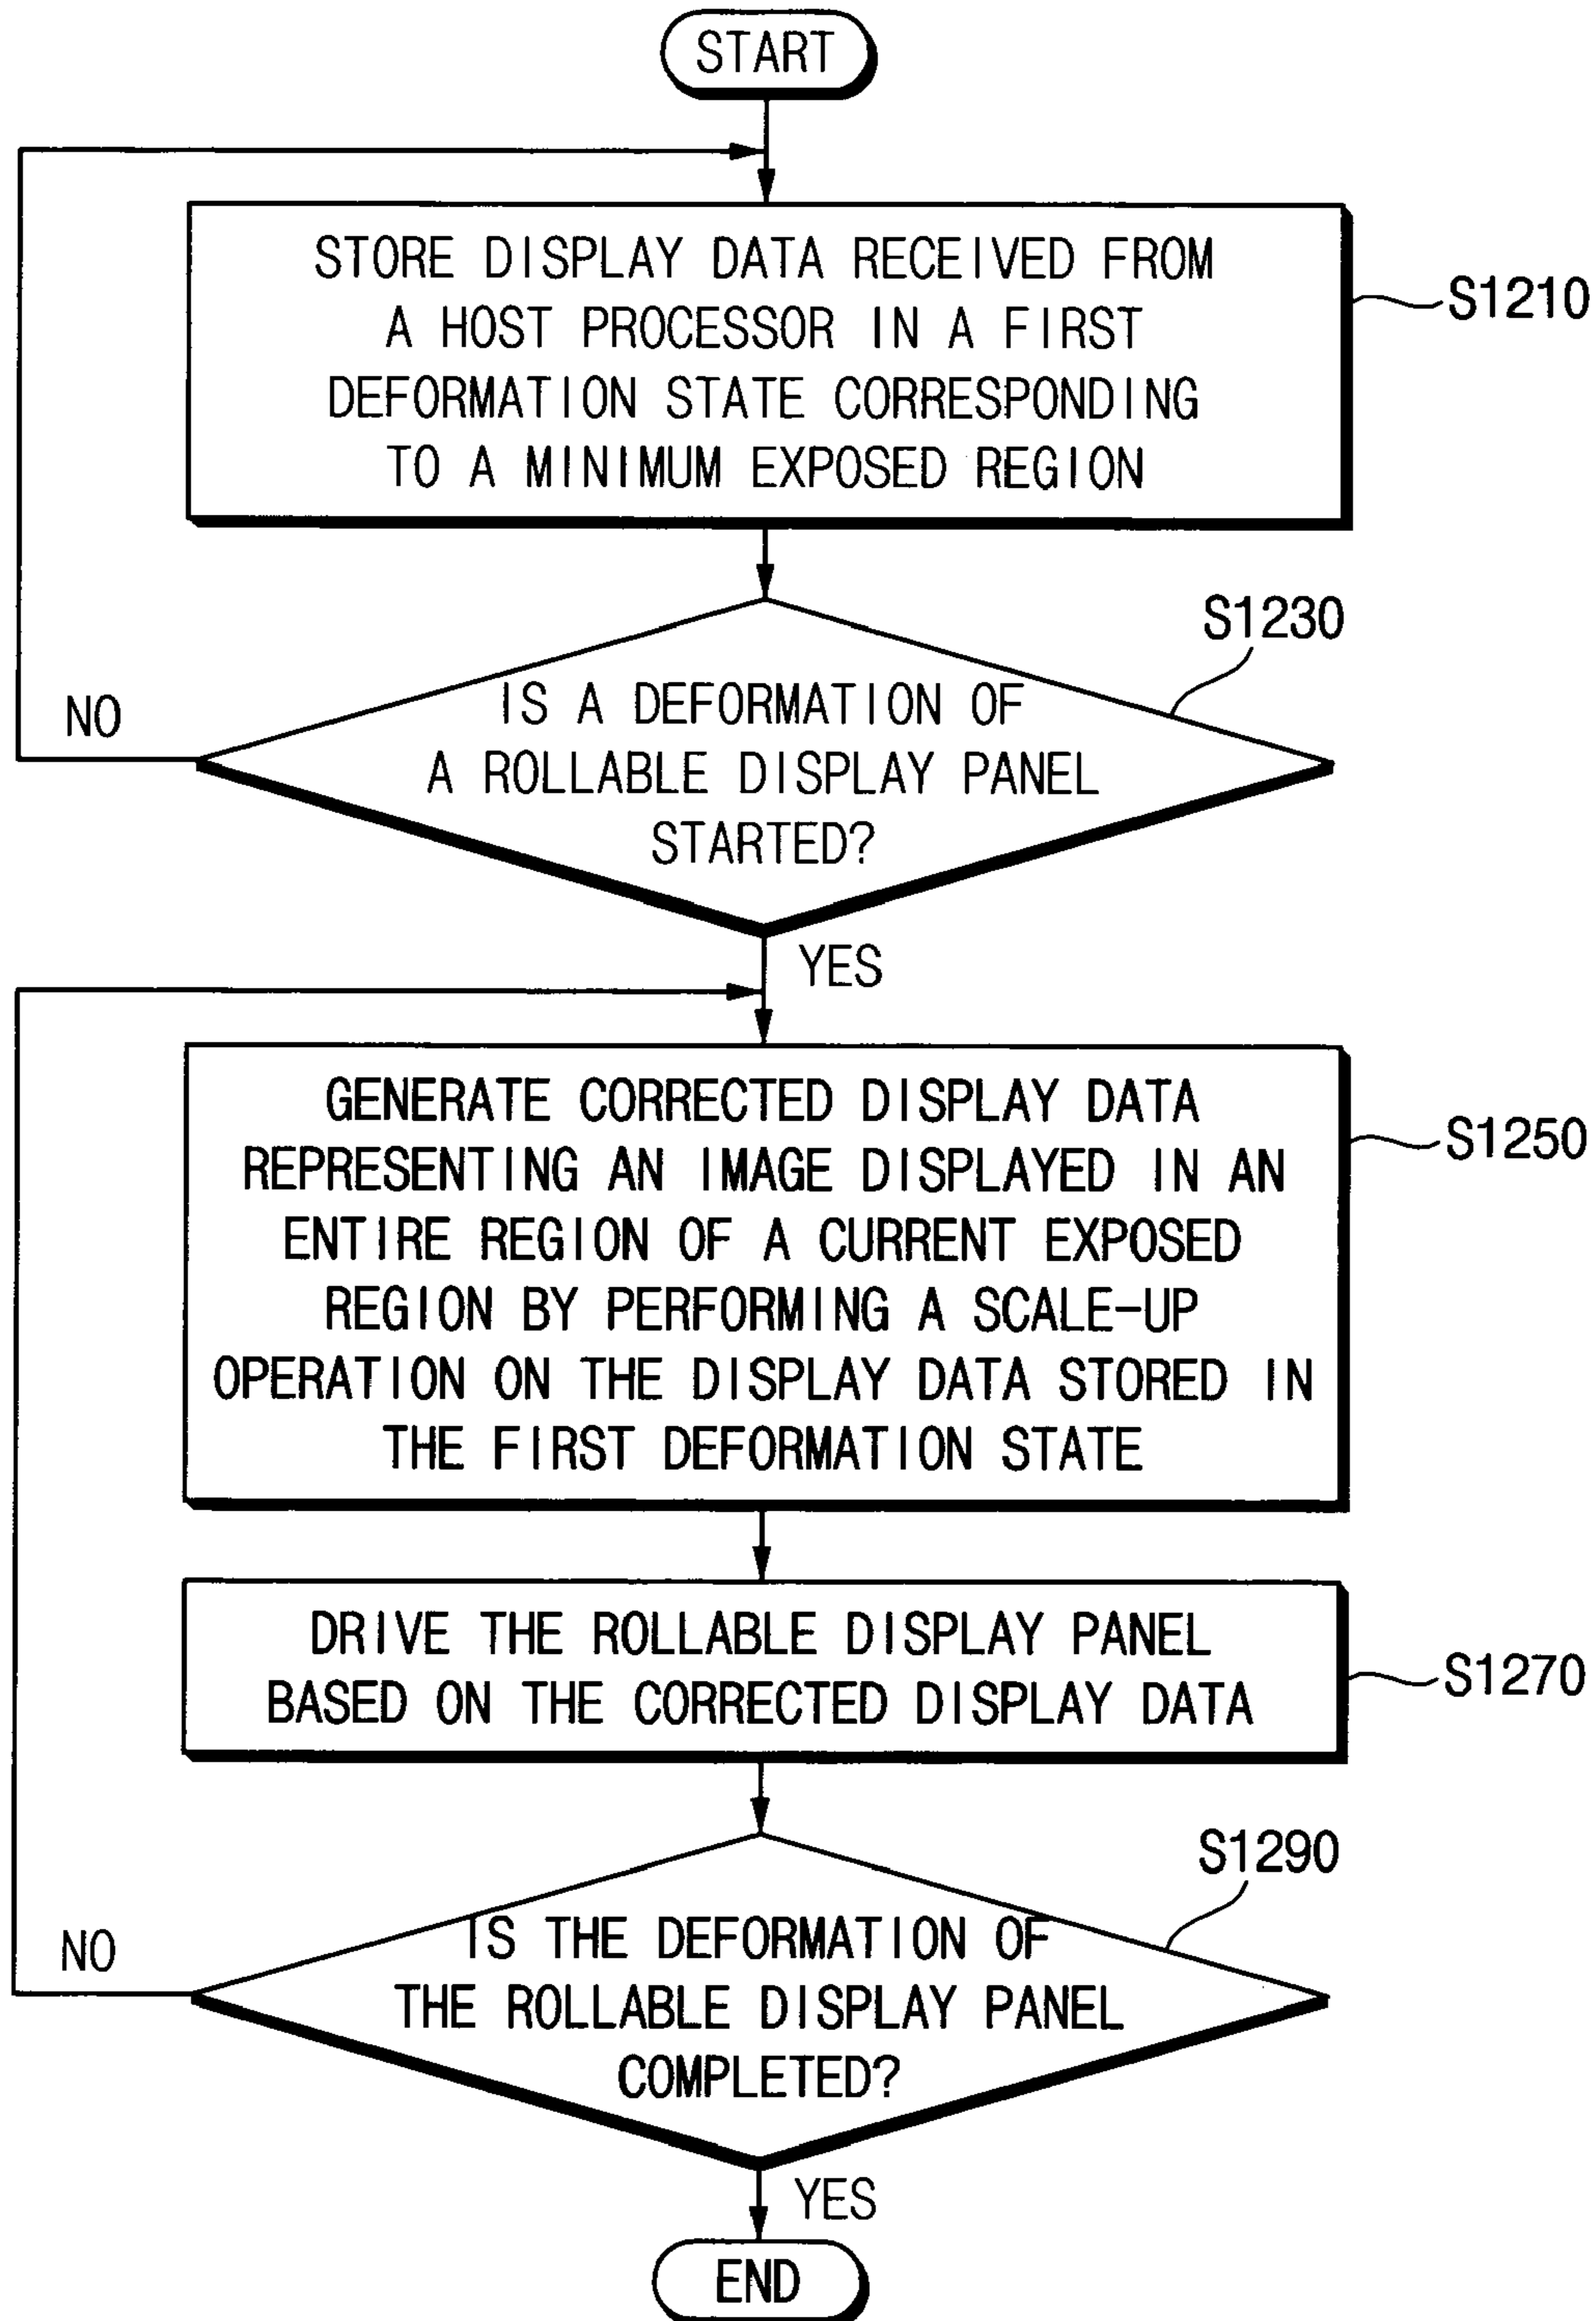 START
STORE DISPLAY DATA RECEIVED FROM
A HOST PROCESSOR IN A FIRST
DEFORMATION STATE CORRESPONDING
TO A MINIMUM EXPOSED REGION
S1210
S1230
IS A DEFORMATION OF
A ROLLABLE DISPLAY PANEL
STARTED?
NO
YES
GENERATE CORRECTED DISPLAY DATA
REPRESENTING AN IMAGE DISPLAYED IN AN
ENTIRE REGION OF A CURRENT EXPOSED
REGION BY PERFORMING A SCALE-UP
OPERATION ON THE DISPLAY DATA STORED IN
THE FIRST DEFORMATION STATE
S1250
DRIVE THE ROLLABLE DISPLAY PANEL
BASED ON THE CORRECTED DISPLAY DATA
S1270
S1290
IS THE DEFORMATION OF
THE ROLLABLE DISPLAY PANEL
COMPLETED?
NO
YES
END